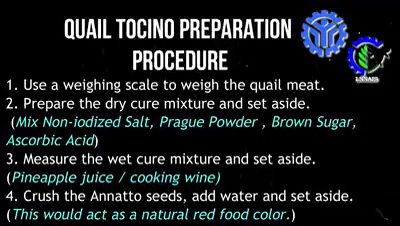 QUAIL TOCINO PREPARATION
PROCEDURE
1. Use a weighing scale to weigh the quail meat.
2. Prepare the dry cure mixture and set aside.
(Mix Non-iodized Salt, Prague Powder , Brown Sugar,
Ascorbic Acid)
3. Measure the wet cure mixture and set aside.
(Pineapple juice / cooking wine)
4. Crush the Annatto seeds, add water and set aside.
(This would act as a natural red food color.)